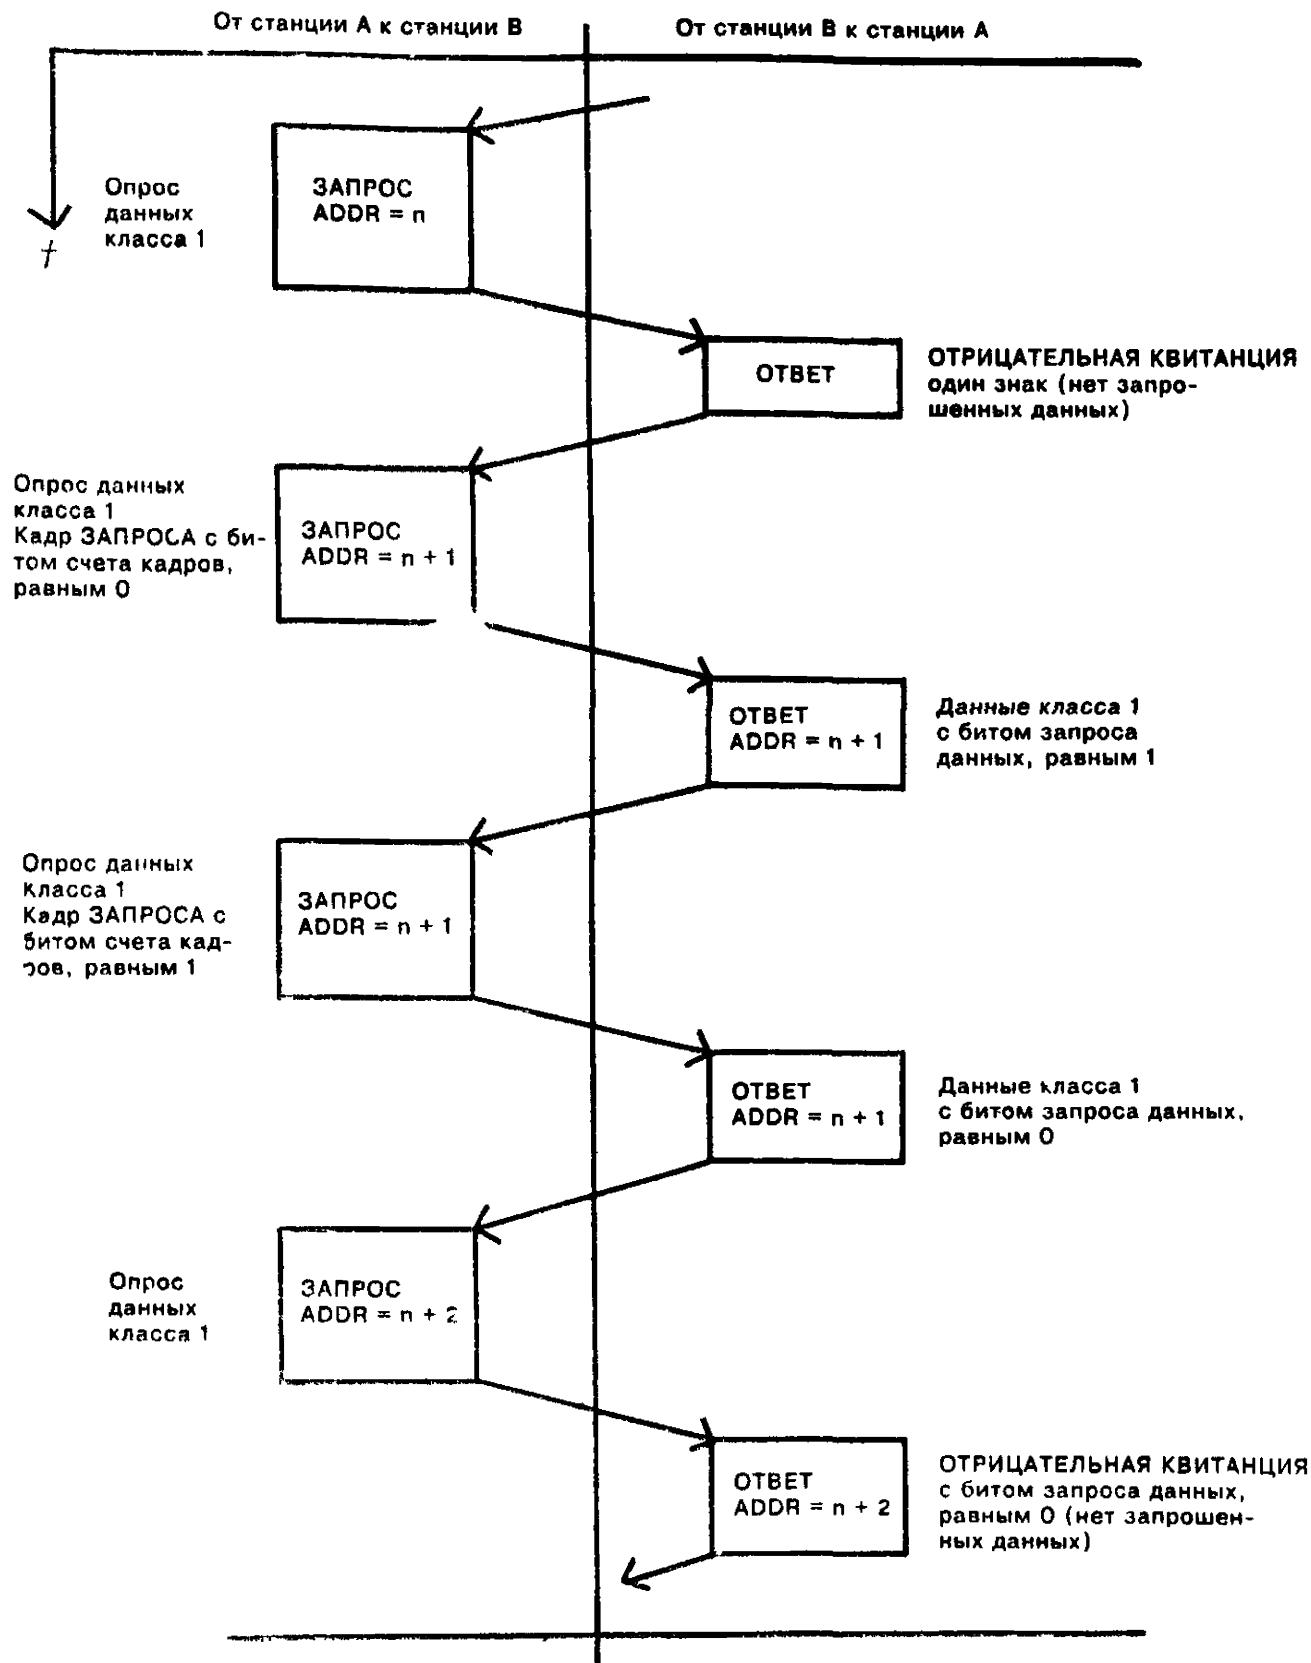 От станции А к станции В
От станции В к станции А
t
Опрос
данных
класса 1
ЗАПРОС
ADDR = n
ОТВЕТ
ОТРИЦАТЕЛЬНАЯ КВИТАНЦИЯ
один знак (нет запро-
шенных данных)
Опрос данных
класса 1
Кадр ЗАПРОСА с би-
том счета кадров,
равным 0
ЗАПРОС
ADDR = n + 1
ОТВЕТ
ADDR = n + 1
Данные класса 1
с битом запроса
данных, равным 1
Опрос данных
класса 1
Кадр ЗАПРОСА с
битом счета кад-
ров, равным 1
ЗАПРОС
ADDR = n + 1
ОТВЕТ
ADDR = n + 1
Данные класса 1
с битом запроса данных,
равным 0
Опрос
данных
класса 1
ЗАПРОС
ADDR = n + 2
ОТВЕТ
ADDR = n + 2
ОТРИЦАТЕЛЬНАЯ КВИТАНЦИЯ
с битом запроса данных,
равным 0 (нет запрошен-
ных данных)